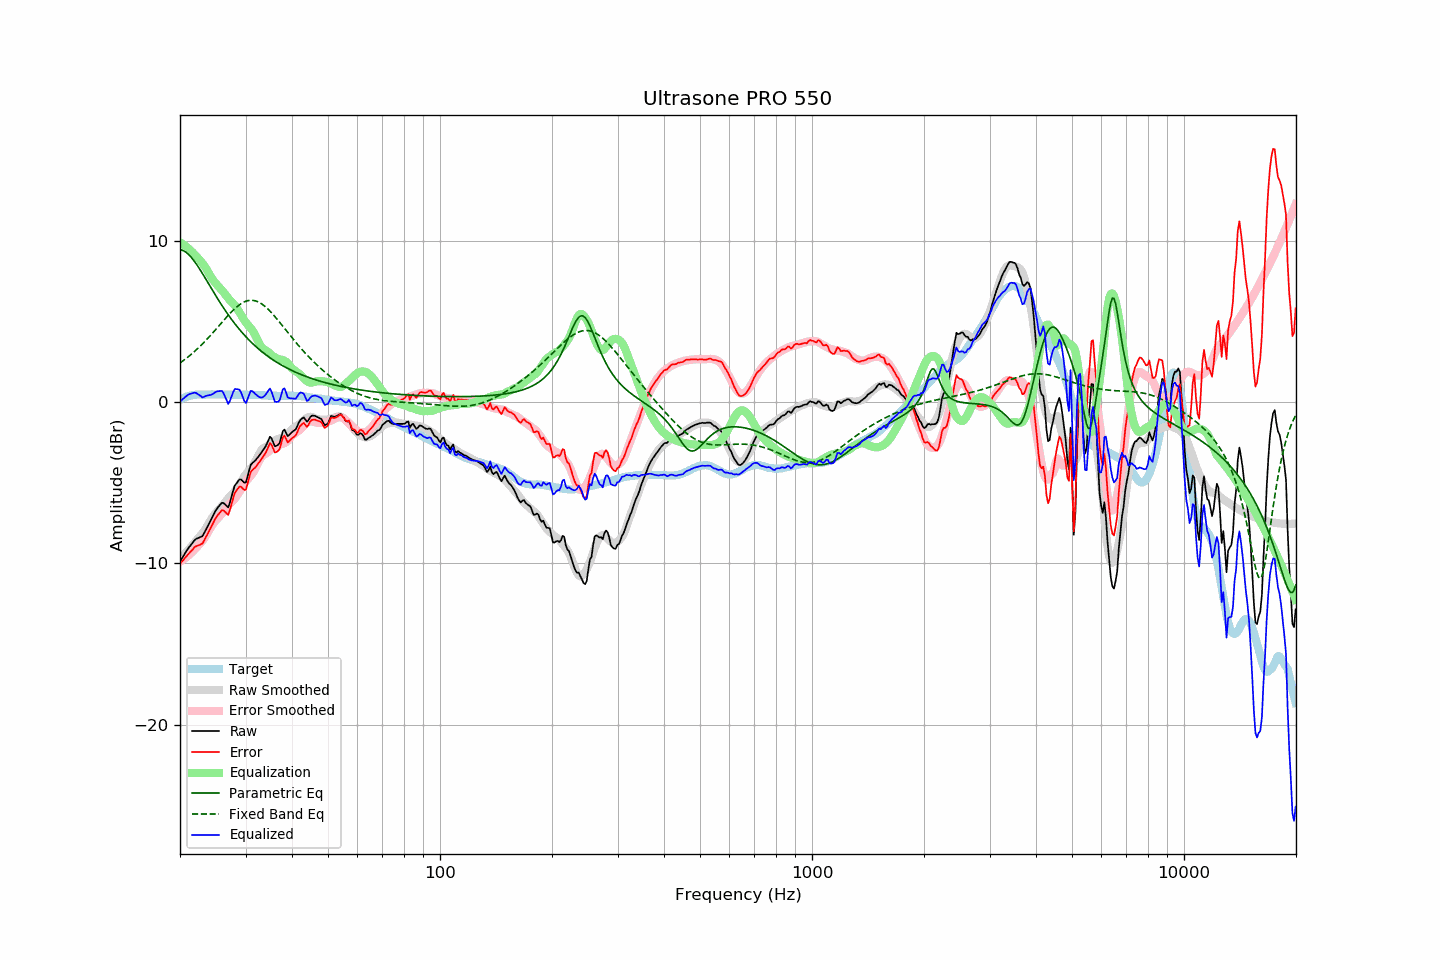 Ultrasone PRO 550
Amplitude (dBr)
10
0
−10
−20
Target
Raw Smoothed
Error Smoothed
Raw
Error
Equalization
Parametric Eq
Fixed Band Eq
Equalized
100 1000 10000
Frequency (Hz)